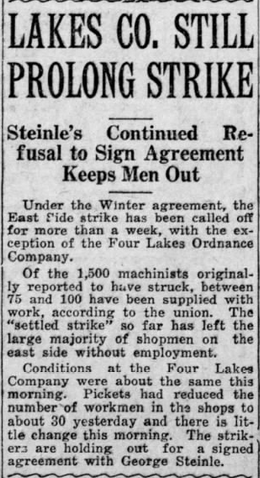 LAKES CO. STILL
PROLONG STRIKE
Steinle's Continued Re-
fusal to Sign Agreement
Keeps Men Out
Under the Winter agreement, the
East Side strike has been called off
for more than a week, with the ex-
ception of the Four Lakes Ordnance
Company.
Of the 1,500 machinists original-
ly reported to have struck, between
75 and 100 have been supplied with
work, according to the union. The
"settled strike" so far has left the
large majority of shopmen on the
east side without employment.
Conditions at the Four Lakes
Company were about the same this
morning. Pickets had reduced the
number of workmen in the shops to
about 30 yesterday and there is lit-
tle change this morning. The strik-
ers are holding out for a signed
agreement with George Steinle.